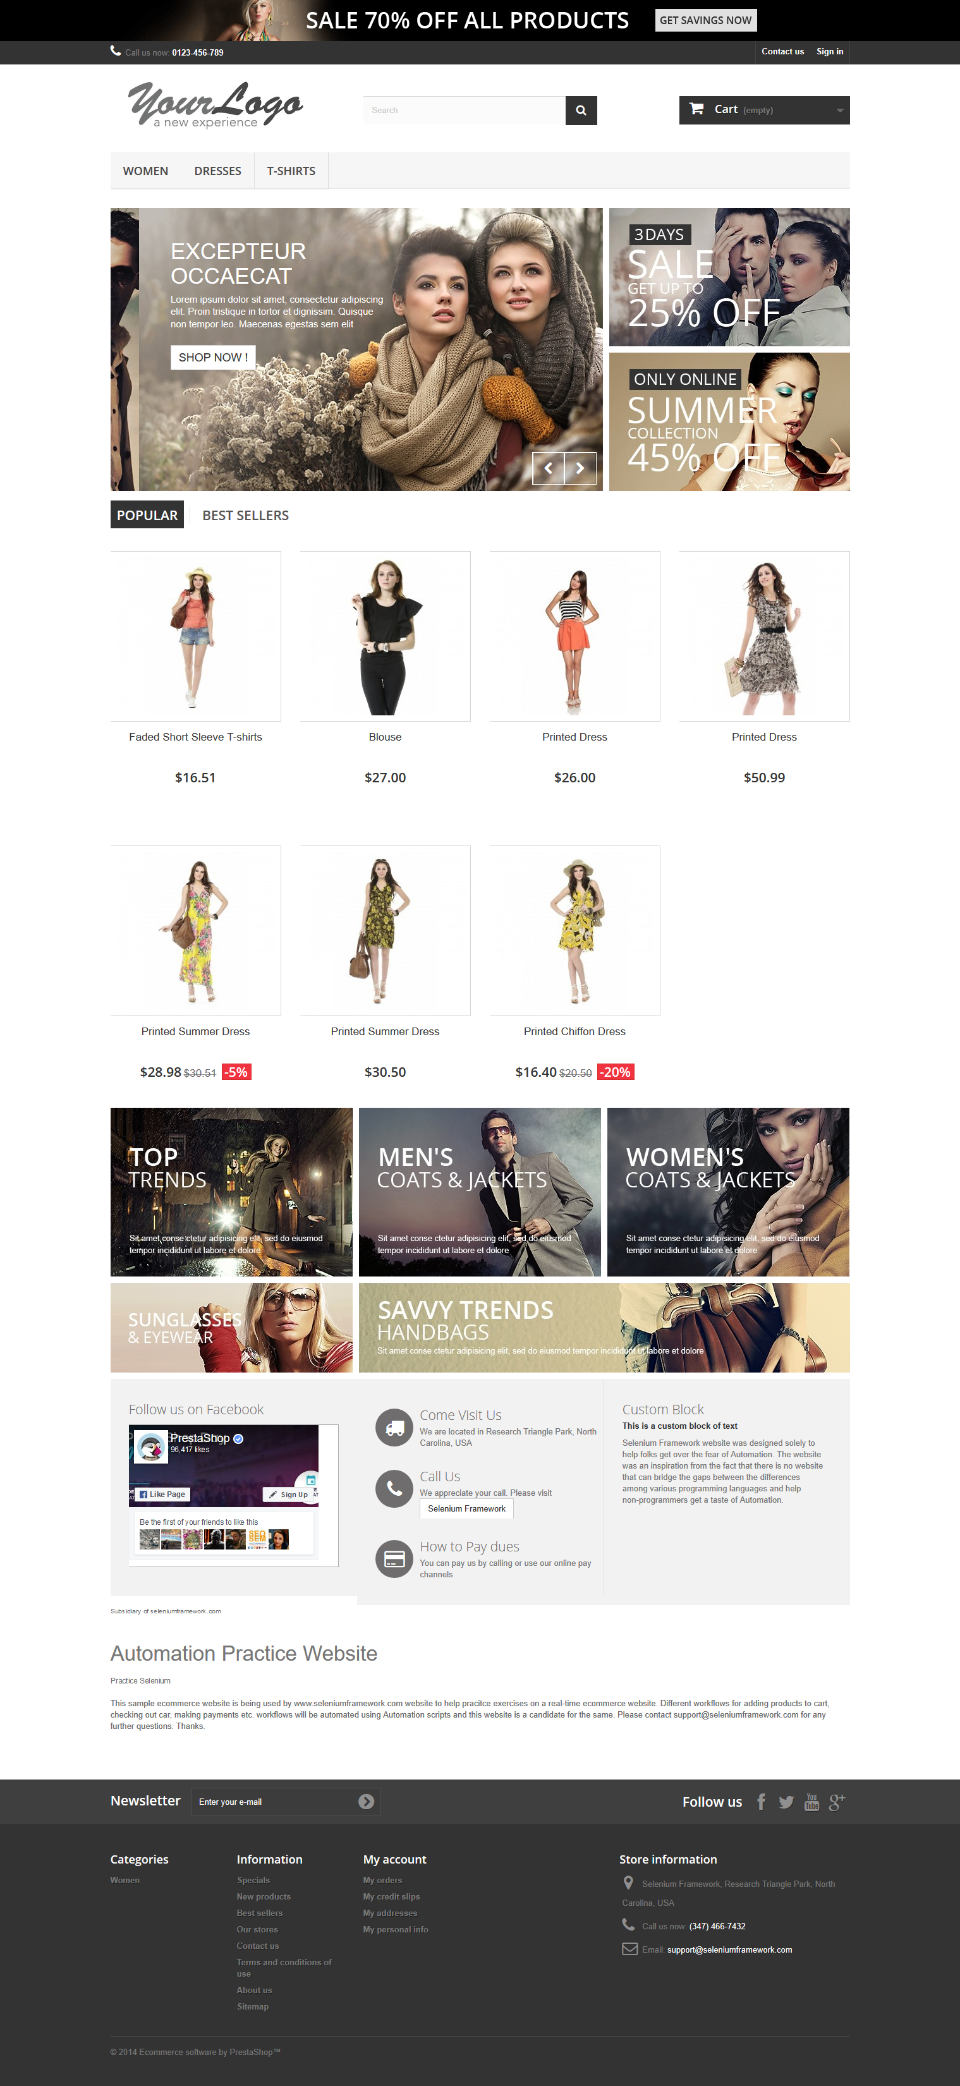 SALE 70% OFF ALL PRODUCTS
GET SAVINGS NOW
Call us now: 0123-456-789
Contact us
Sign in
YourLogo
a new experience
Search
Cart (empty)
WOMEN
DRESSES
T-SHIRTS
EXCEPTEUR
OCCAECAT
Lorem ipsum dolor sit amet, consectetur adipiscing
elit. Proin tristique in tortor et dignissim. Quisque
non tempor leo. Maecenas egestas sem elit
SHOP NOW !
3 DAYS
SALE
GET UP TO
25% OFF
ONLY ONLINE
SUMMER
COLLECTION
45% OFF
POPULAR
BEST SELLERS
Faded Short Sleeve T-shirts
Blouse
Printed Dress
Printed Dress
$16.51
$27.00
$26.00
$50.99
Printed Summer Dress
Printed Summer Dress
Printed Chiffon Dress
$28.98 $30.51 -5%
$30.50
$16.40 $20.50 -20%
TOP
TRENDS
Sit amet conse ctetur adipisicing elit, sed do eiusmod
tempor incididunt ut labore et dolore
MEN'S
COATS & JACKETS
Sit amet conse ctetur adipisicing elit, sed do eiusmod
tempor incididunt ut labore et dolore
WOMEN'S
COATS & JACKETS
Sit amet conse ctetur adipisicing elit, sed do eiusmod
tempor incididunt ut labore et dolore
SUNGLASSES
& EYEWEAR
SAVVY TRENDS
HANDBAGS
Sit amet conse ctetur adipisicing elit, sed do eiusmod tempor incididunt ut labore et dolore
Follow us on Facebook
PrestaShop
96,417 likes
Like Page
Sign Up
Be the first of your friends to like this
Come Visit Us
We are located in Research Triangle Park, North
Carolina, USA
Call Us
We appreciate your call. Please visit
Selenium Framework
How to Pay dues
You can pay us by calling or use our online pay
channels
Custom Block
This is a custom block of text
Selenium Framework website was designed solely to
help folks get over the fear of Automation. The website
was an inspiration from the fact that there is no website
that can bridge the gaps between the differences
among various programming languages and help
non-programmers get a taste of Automation.
Subsidiary of seleniumframework.com
Automation Practice Website
Practice Selenium
This sample ecommerce website is being used by www.seleniumframework.com website to help pracitce exercises on a real-time ecommerce website. Different workflows for adding products to cart,
checking out car, making payments etc. workflows will be automated using Automation scripts and this website is a candidate for the same. Please contact support@seleniumframework.com for any
further questions. Thanks.
Newsletter
Enter your e-mail
Follow us
Categories
Women
Information
Specials
New products
Best sellers
Our stores
Contact us
Terms and conditions of
use
About us
Sitemap
My account
My orders
My credit slips
My addresses
My personal info
Store information
Selenium Framework, Research Triangle Park, North
Carolina, USA
Call us now: (347) 466-7432
Email: support@seleniumframework.com
© 2014 Ecommerce software by PrestaShop™